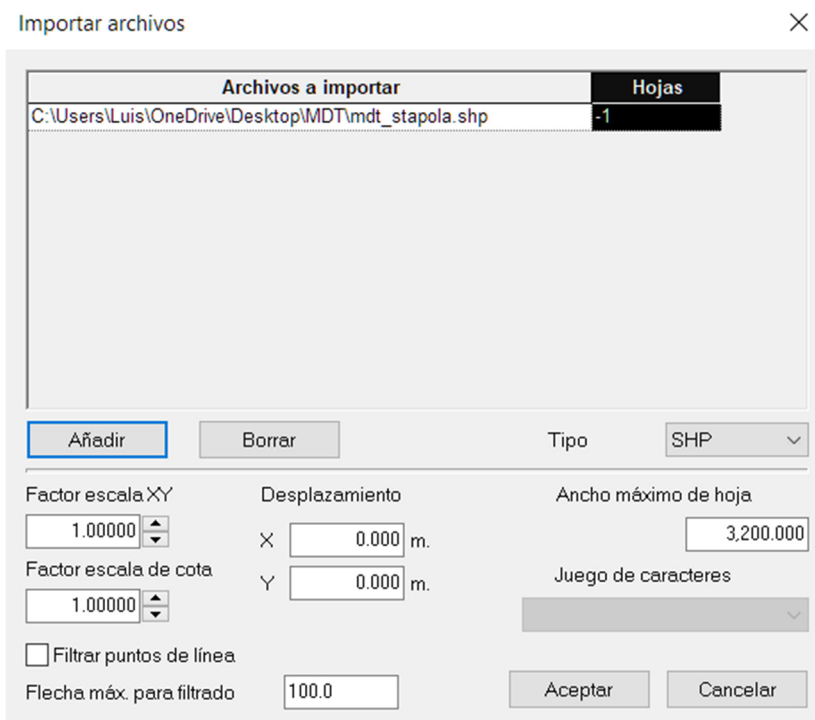 Importar archivos
Archivos a importar Hojas
C:\Users\Luis\OneDrive\Desktop\MDT\mdt_stapola.shp -1
Añadir Borrar Tipo SHP
Factor escala XY Desplazamiento Ancho máximo de hoja
1.00000 X 0.000 m. 3,200.000
Factor escala de cota Y 0.000 m. Juego de caracteres
1.00000
Filtrar puntos de línea
Flecha máx. para filtrado 100.0 Aceptar Cancelar